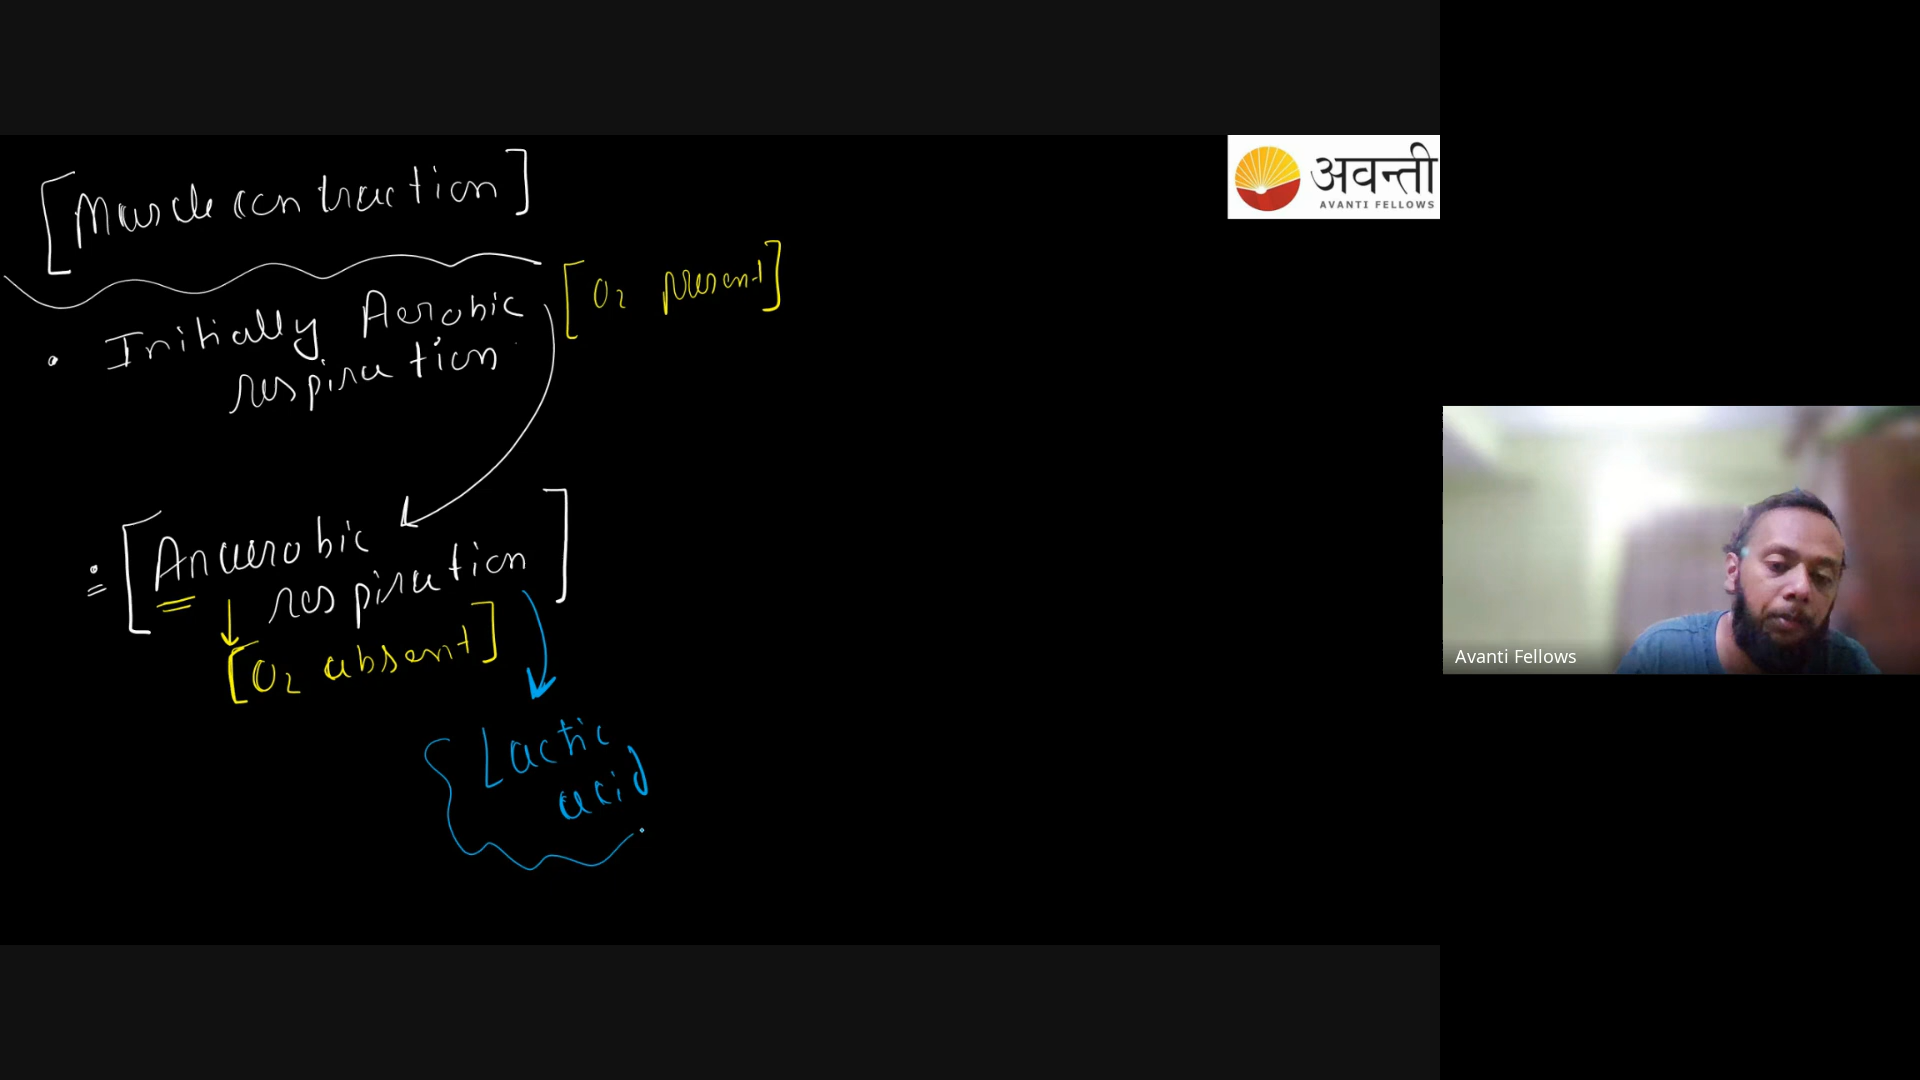 [Muscle contraction]
• Initially Aerobic [O2 present]
respiration
[Anaerobic
respiration]
[O2 absent]
Lactic
acid
अवन्ती
AVANTI FELLOWS
Avanti Fellows